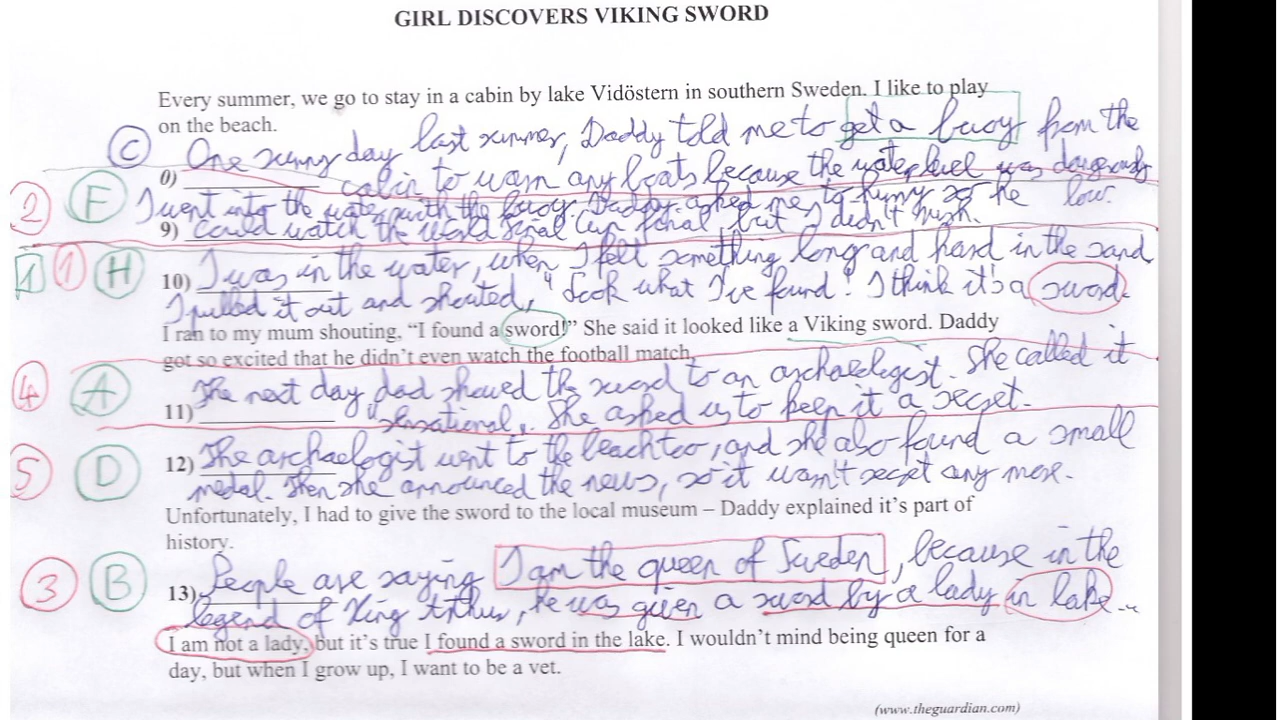 GIRL DISCOVERS VIKING SWORD
Every summer, we go to stay in a cabin by lake Vidöstern in southern Sweden. I like to play
on the beach.
C One sunny day last summer, Daddy told me to get a buoy from the
0) cabin to warn any boats because the water level was dangerously
low.
2 F I went into the water with the buoy. Daddy asked me to hurry so he
9) could watch the world Cup final, but I didn't
1 1 H 10) I was in the water, when I felt something long and hard in the sand
I pulled it out and shouted, "Look what I've found! I think it's a sword.
I ran to my mum shouting, “I found a sword!” She said it looked like a Viking sword. Daddy
got so excited that he didn’t even watch the football match.
4 A The next day dad showed the sword to an archaeologist. She called it
11) "sensational". She asked us to keep it a secret.
5 D 12) The archaelogist went to the beach too, and she also found a small
medal. Then she announced the news, so it wasn't secret any more.
Unfortunately, I had to give the sword to the local museum – Daddy explained it’s part of
history.
3 B 13) People are saying I am the queen of Sweden, because in the
legend of King Arthur, he was given a sword by a lady in lake...
I am not a lady, but it’s true I found a sword in the lake. I wouldn’t mind being queen for a
day, but when I grow up, I want to be a vet.
(www.theguardian.com)